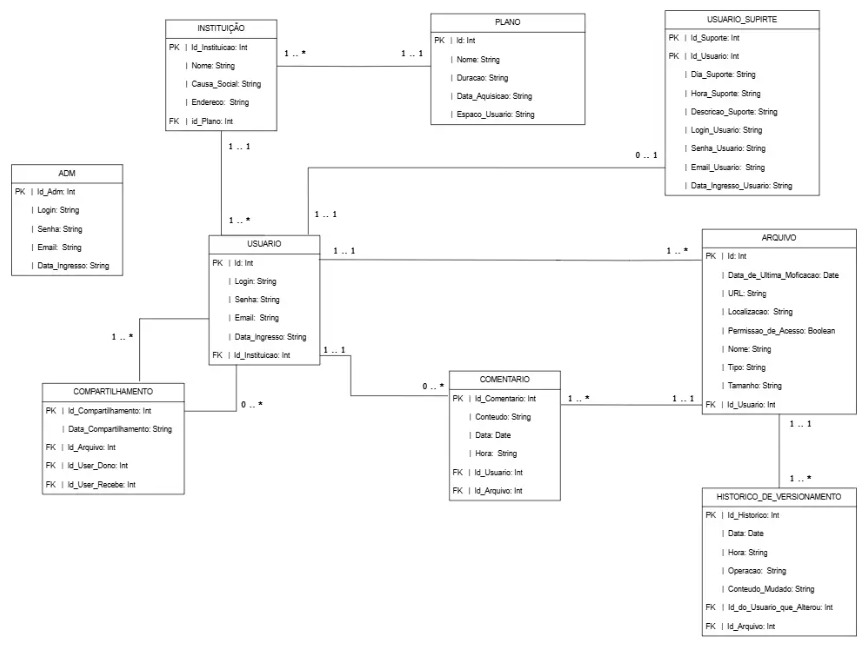 INSTITUIÇÃO
PK | Id_Instituicao: Int
| Nome: String
| Causa_Social: String
| Endereco: String
FK | id_Plano: Int
1 .. *
1 .. 1
PLANO
PK | Id: Int
| Nome: String
| Duracao: String
| Data_Aquisicao: String
| Espaco_Usuario: String
USUARIO_SUPIRTE
PK | Id_Suporte: Int
PK | Id_Usuario: Int
| Dia_Suporte: String
| Hora_Suporte: String
| Descricao_Suporte: String
| Login_Usuario: String
| Senha_Usuario: String
| Email_Usuario: String
| Data_Ingresso_Usuario: String
1 .. 1
1 .. *
0 .. 1
1 .. 1
ADM
PK | Id_Adm: Int
| Login: String
| Senha: String
| Email: String
| Data_Ingresso: String
USUARIO
PK | Id: Int
| Login: String
| Senha: String
| Email: String
| Data_Ingresso: String
FK | Id_Instituicao: Int
1 .. 1
1 .. *
ARQUIVO
PK | Id: Int
| Data_de_Ultima_Moficacao: Date
| URL: String
| Localizacao: String
| Permissao_de_Acesso: Boolean
| Nome: String
| Tipo: String
| Tamanho: String
FK | Id_Usuario: Int
1 .. *
0 .. *
1 .. 1
0 .. *
COMPARTILHAMENTO
PK | Id_Compartilhamento: Int
| Data_Compartilhamento: String
FK | Id_Arquivo: Int
FK | Id_User_Dono: Int
FK | Id_User_Recebe: Int
COMENTARIO
PK | Id_Comentario: Int
| Conteudo: String
| Data: Date
| Hora: String
FK | Id_Usuario: Int
FK | Id_Arquivo: Int
1 .. *
1 .. 1
1 .. 1
1 .. *
HISTORICO_DE_VERSIONAMENTO
PK | Id_Historico: Int
| Data: Date
| Hora: String
| Operacao: String
| Conteudo_Mudado: String
FK | Id_do_Usuario_que_Alterou: Int
FK | Id_Arquivo: Int